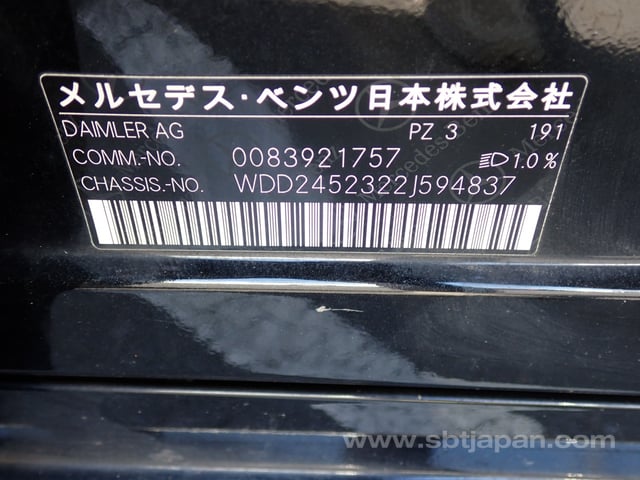 メルセデス・ベンツ日本株式会社
DAIMLER AG PZ 3 191
COMM.-NO. 0083921757 1.0%
CHASSIS.-NO. WDD2452322J594837
www.sbtjapan.com